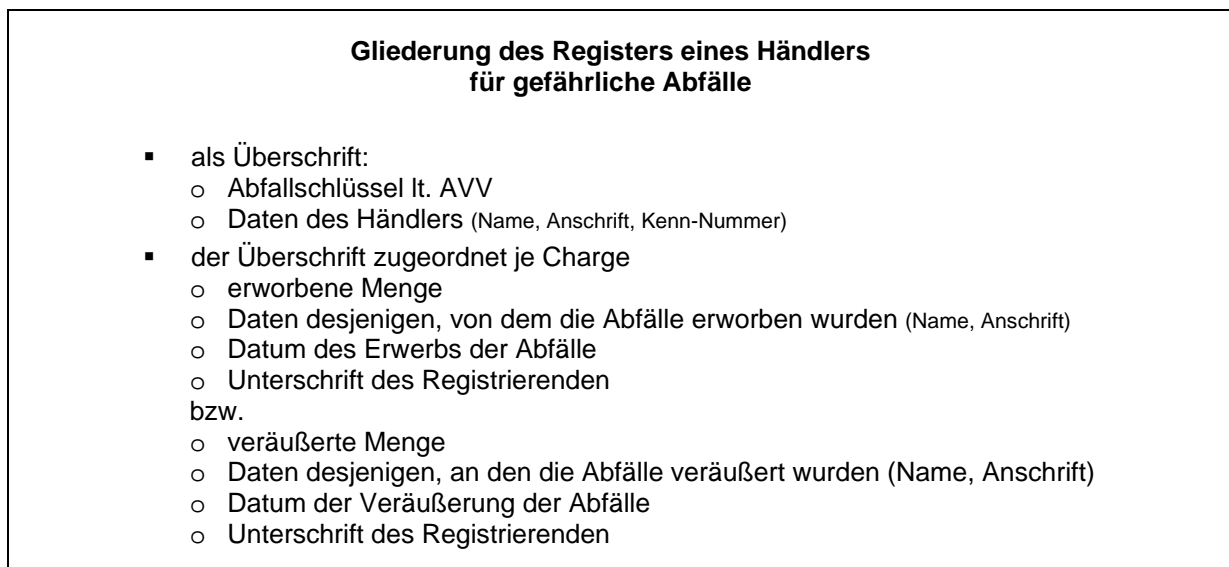 Gliederung des Registers eines Händlers
für gefährliche Abfälle
▪ als Überschrift:
o Abfallschlüssel lt. AVV
o Daten des Händlers (Name, Anschrift, Kenn-Nummer)
▪ der Überschrift zugeordnet je Charge
o erworbene Menge
o Daten desjenigen, von dem die Abfälle erworben wurden (Name, Anschrift)
o Datum des Erwerbs der Abfälle
o Unterschrift des Registrierenden
bzw.
o veräußerte Menge
o Daten desjenigen, an den die Abfälle veräußert wurden (Name, Anschrift)
o Datum der Veräußerung der Abfälle
o Unterschrift des Registrierenden